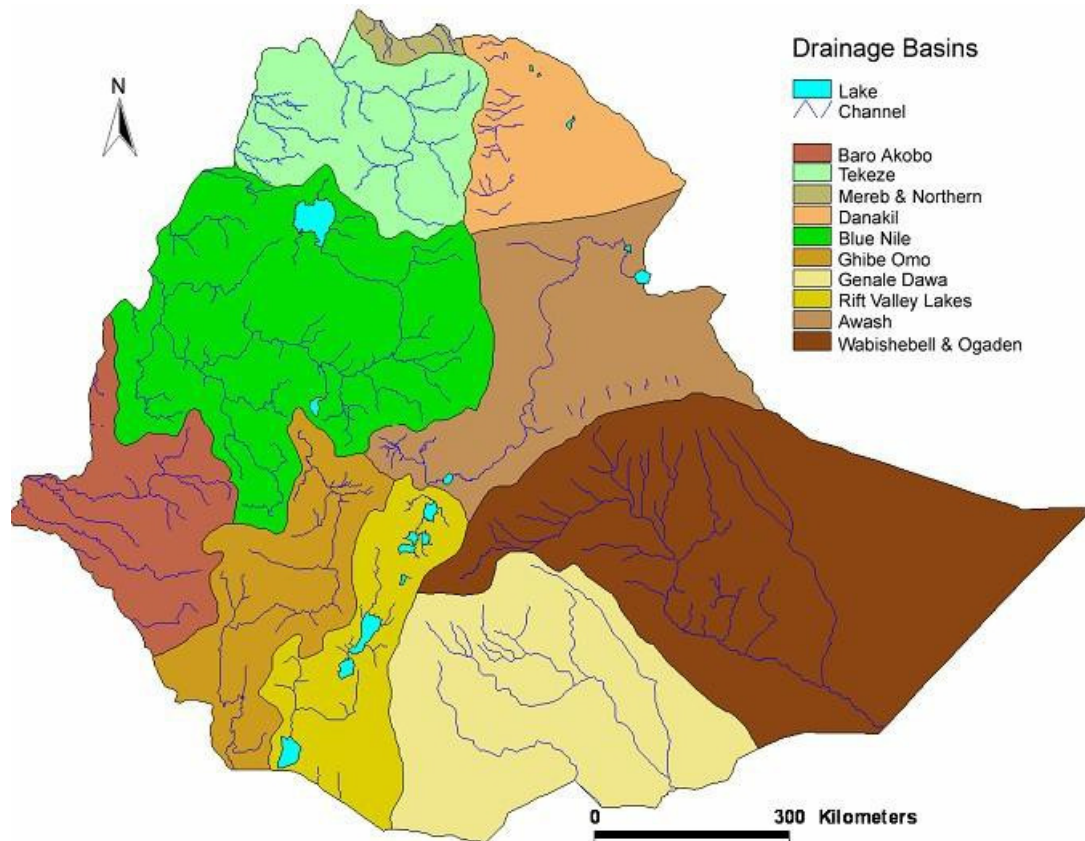 Drainage Basins
N
Lake
Channel
Baro Akobo
Tekeze
Mereb & Northern
Danakil
Blue Nile
Ghibe Omo
Genale Dawa
Rift Valley Lakes
Awash
Wabishebell & Ogaden
0 300 Kilometers